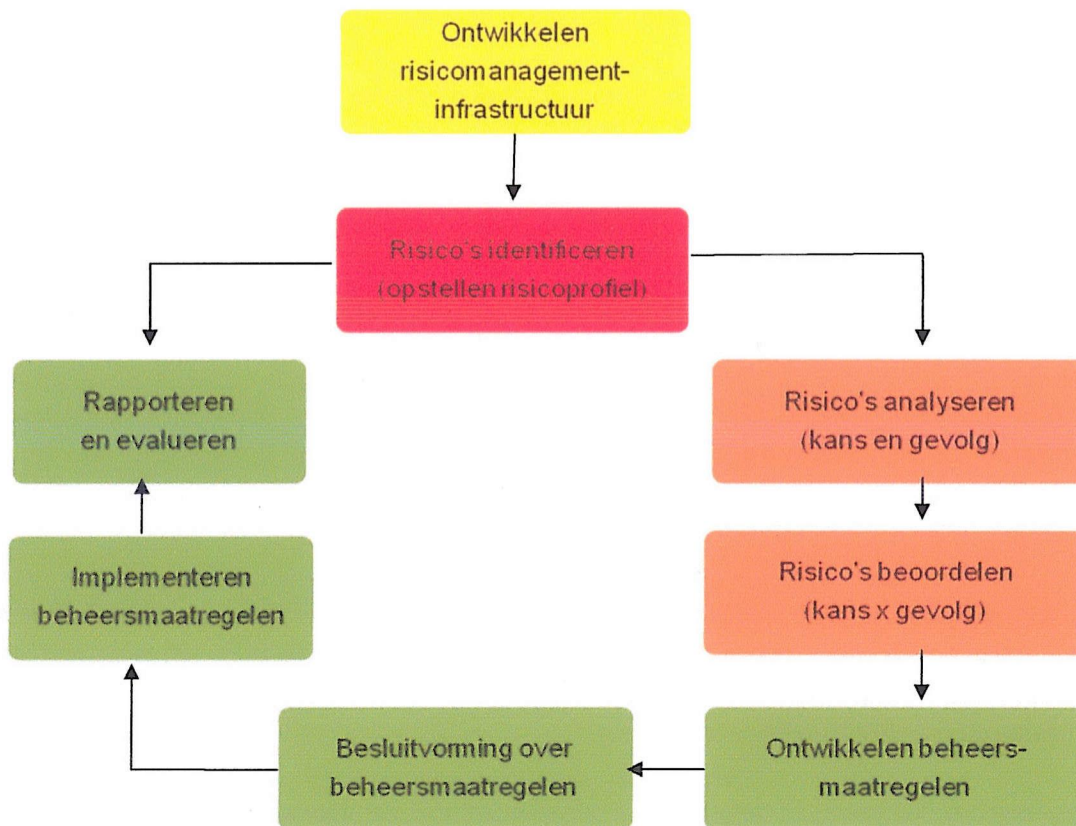 Ontwikkelen
risicomanagement-
infrastructuur
Risico's identificeren
(opstellen risicoprofiel)
Risico's analyseren
(kans en gevolg)
Risico's beoordelen
(kans x gevolg)
Ontwikkelen beheers-
maatregelen
Besluitvorming over
beheersmaatregelen
Implementeren
beheersmaatregelen
Rapporteren
en evalueren